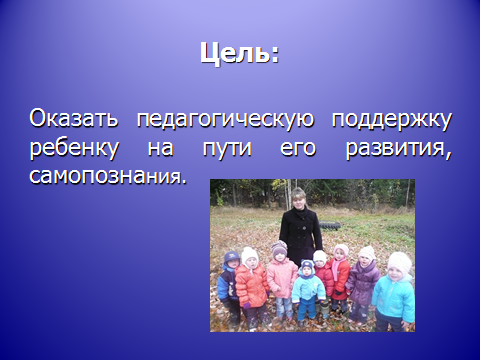 Цель:
Оказать педагогическую поддержку
ребенку на пути его развития,
самопознания.